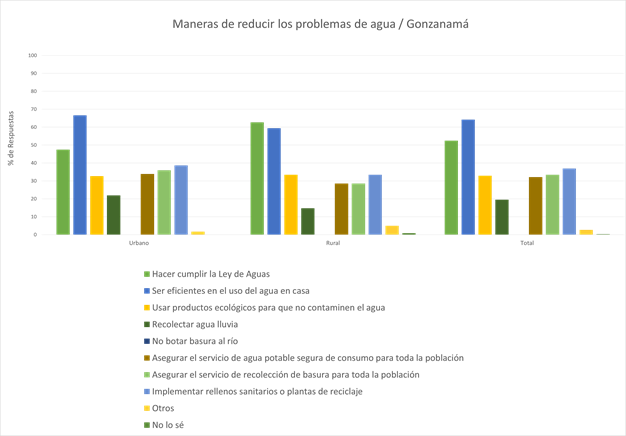 Maneras de reducir los problemas de agua / Gonzanamá
% de Respuestas
100
90
80
70
60
50
40
30
20
10
0
Urbano
Rural
Total
Hacer cumplir la Ley de Aguas
Ser eficientes en el uso del agua en casa
Usar productos ecológicos para que no contaminen el agua
Recolectar agua lluvia
No botar basura al río
Asegurar el servicio de agua potable segura de consumo para toda la población
Asegurar el servicio de recolección de basura para toda la población
Implementar rellenos sanitarios o plantas de reciclaje
Otros
No lo sé